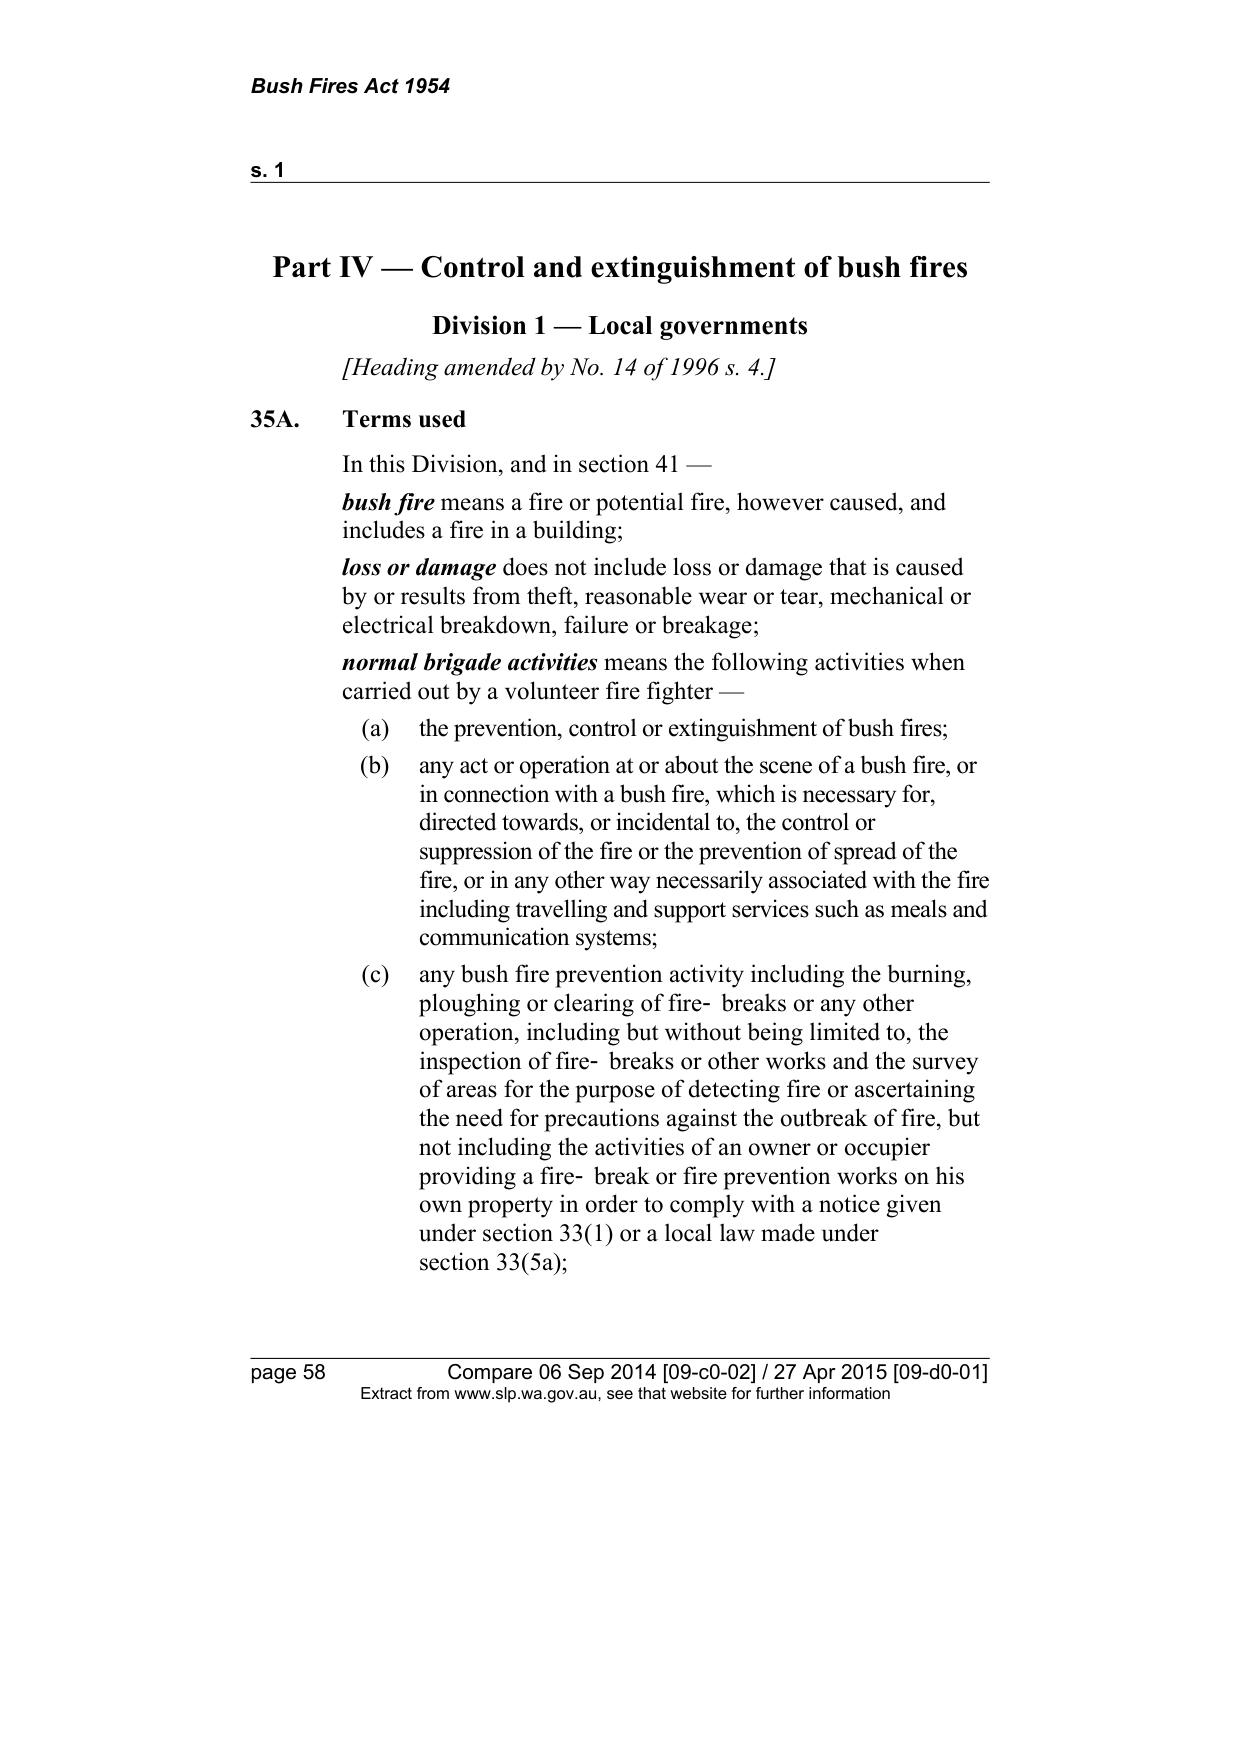 Bush Fires Act 1954
s. 1
Part IV — Control and extinguishment of bush fires
Division 1 — Local governments
[Heading amended by No. 14 of 1996 s. 4.]
35A. Terms used
In this Division, and in section 41 —
bush fire means a fire or potential fire, however caused, and
includes a fire in a building;
loss or damage does not include loss or damage that is caused
by or results from theft, reasonable wear or tear, mechanical or
electrical breakdown, failure or breakage;
normal brigade activities means the following activities when
carried out by a volunteer fire fighter —
(a) the prevention, control or extinguishment of bush fires;
(b) any act or operation at or about the scene of a bush fire, or
in connection with a bush fire, which is necessary for,
directed towards, or incidental to, the control or
suppression of the fire or the prevention of spread of the
fire, or in any other way necessarily associated with the fire
including travelling and support services such as meals and
communication systems;
(c) any bush fire prevention activity including the burning,
ploughing or clearing of fire- breaks or any other
operation, including but without being limited to, the
inspection of fire- breaks or other works and the survey
of areas for the purpose of detecting fire or ascertaining
the need for precautions against the outbreak of fire, but
not including the activities of an owner or occupier
providing a fire- break or fire prevention works on his
own property in order to comply with a notice given
under section 33(1) or a local law made under
section 33(5a);
page 58 Compare 06 Sep 2014 [09-c0-02] / 27 Apr 2015 [09-d0-01]
Extract from www.slp.wa.gov.au, see that website for further information